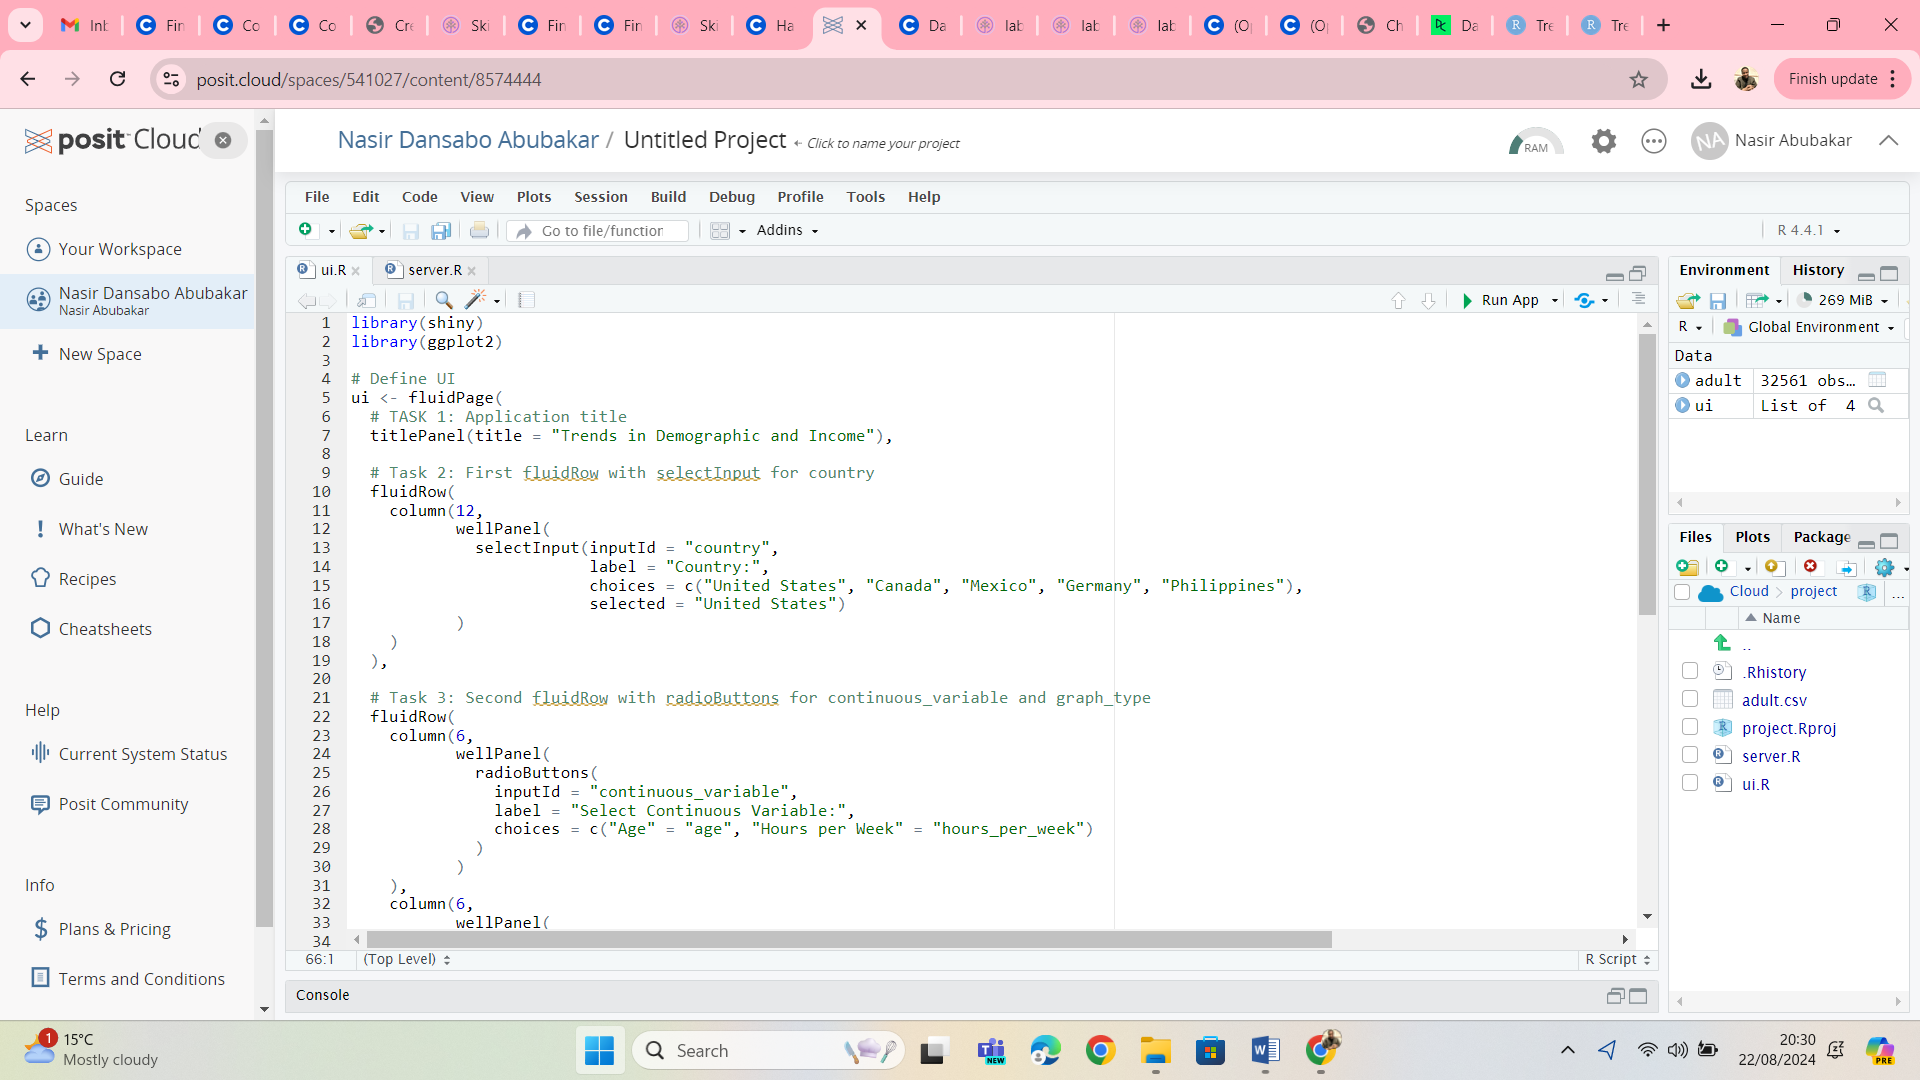 Inb
Fin
Co
Co
Cre
Ski
Fin
Fin
Ski
Ha
Da
lab
lab
lab
(O
(O
Ch
Da
Tre
Tre
posit.cloud/spaces/541027/content/8574444
Finish update
posit Cloud
Nasir Dansabo Abubakar / Untitled Project ← Click to name your project
RAM
NA Nasir Abubakar
Spaces
Your Workspace
Nasir Dansabo Abubakar
Nasir Abubakar
New Space
Learn
Guide
What's New
Recipes
Cheatsheets
Help
Current System Status
Posit Community
Info
Plans & Pricing
Terms and Conditions
File Edit Code View Plots Session Build Debug Profile Tools Help
Go to file/function
Addins
R 4.4.1
ui.R
server.R
Run App
1 library(shiny)
2 library(ggplot2)
3
4 # Define UI
5 ui <- fluidPage(
6 # TASK 1: Application title
7 titlePanel(title = "Trends in Demographic and Income"),
8
9 # Task 2: First fluidRow with selectInput for country
10 fluidRow(
11 column(12,
12 wellPanel(
13 selectInput(inputId = "country",
14 label = "Country:",
15 choices = c("United States", "Canada", "Mexico", "Germany", "Philippines"),
16 selected = "United States")
17 )
18 )
19 ),
20
21 # Task 3: Second fluidRow with radioButtons for continuous_variable and graph_type
22 fluidRow(
23 column(6,
24 wellPanel(
25 radioButtons(
26 inputId = "continuous_variable",
27 label = "Select Continuous Variable:",
28 choices = c("Age" = "age", "Hours per Week" = "hours_per_week")
29 )
30 )
31 ),
32 column(6,
33 wellPanel(
34
66:1 (Top Level) R Script
Console
Environment History
269 MiB
R Global Environment
Data
adult 32561 obs…
ui List of 4
Files Plots Package
Cloud project ...
Name
..
.Rhistory
adult.csv
project.Rproj
server.R
ui.R
1
15°C
Mostly cloudy
Search
NEW
20:30
22/08/2024
PRE